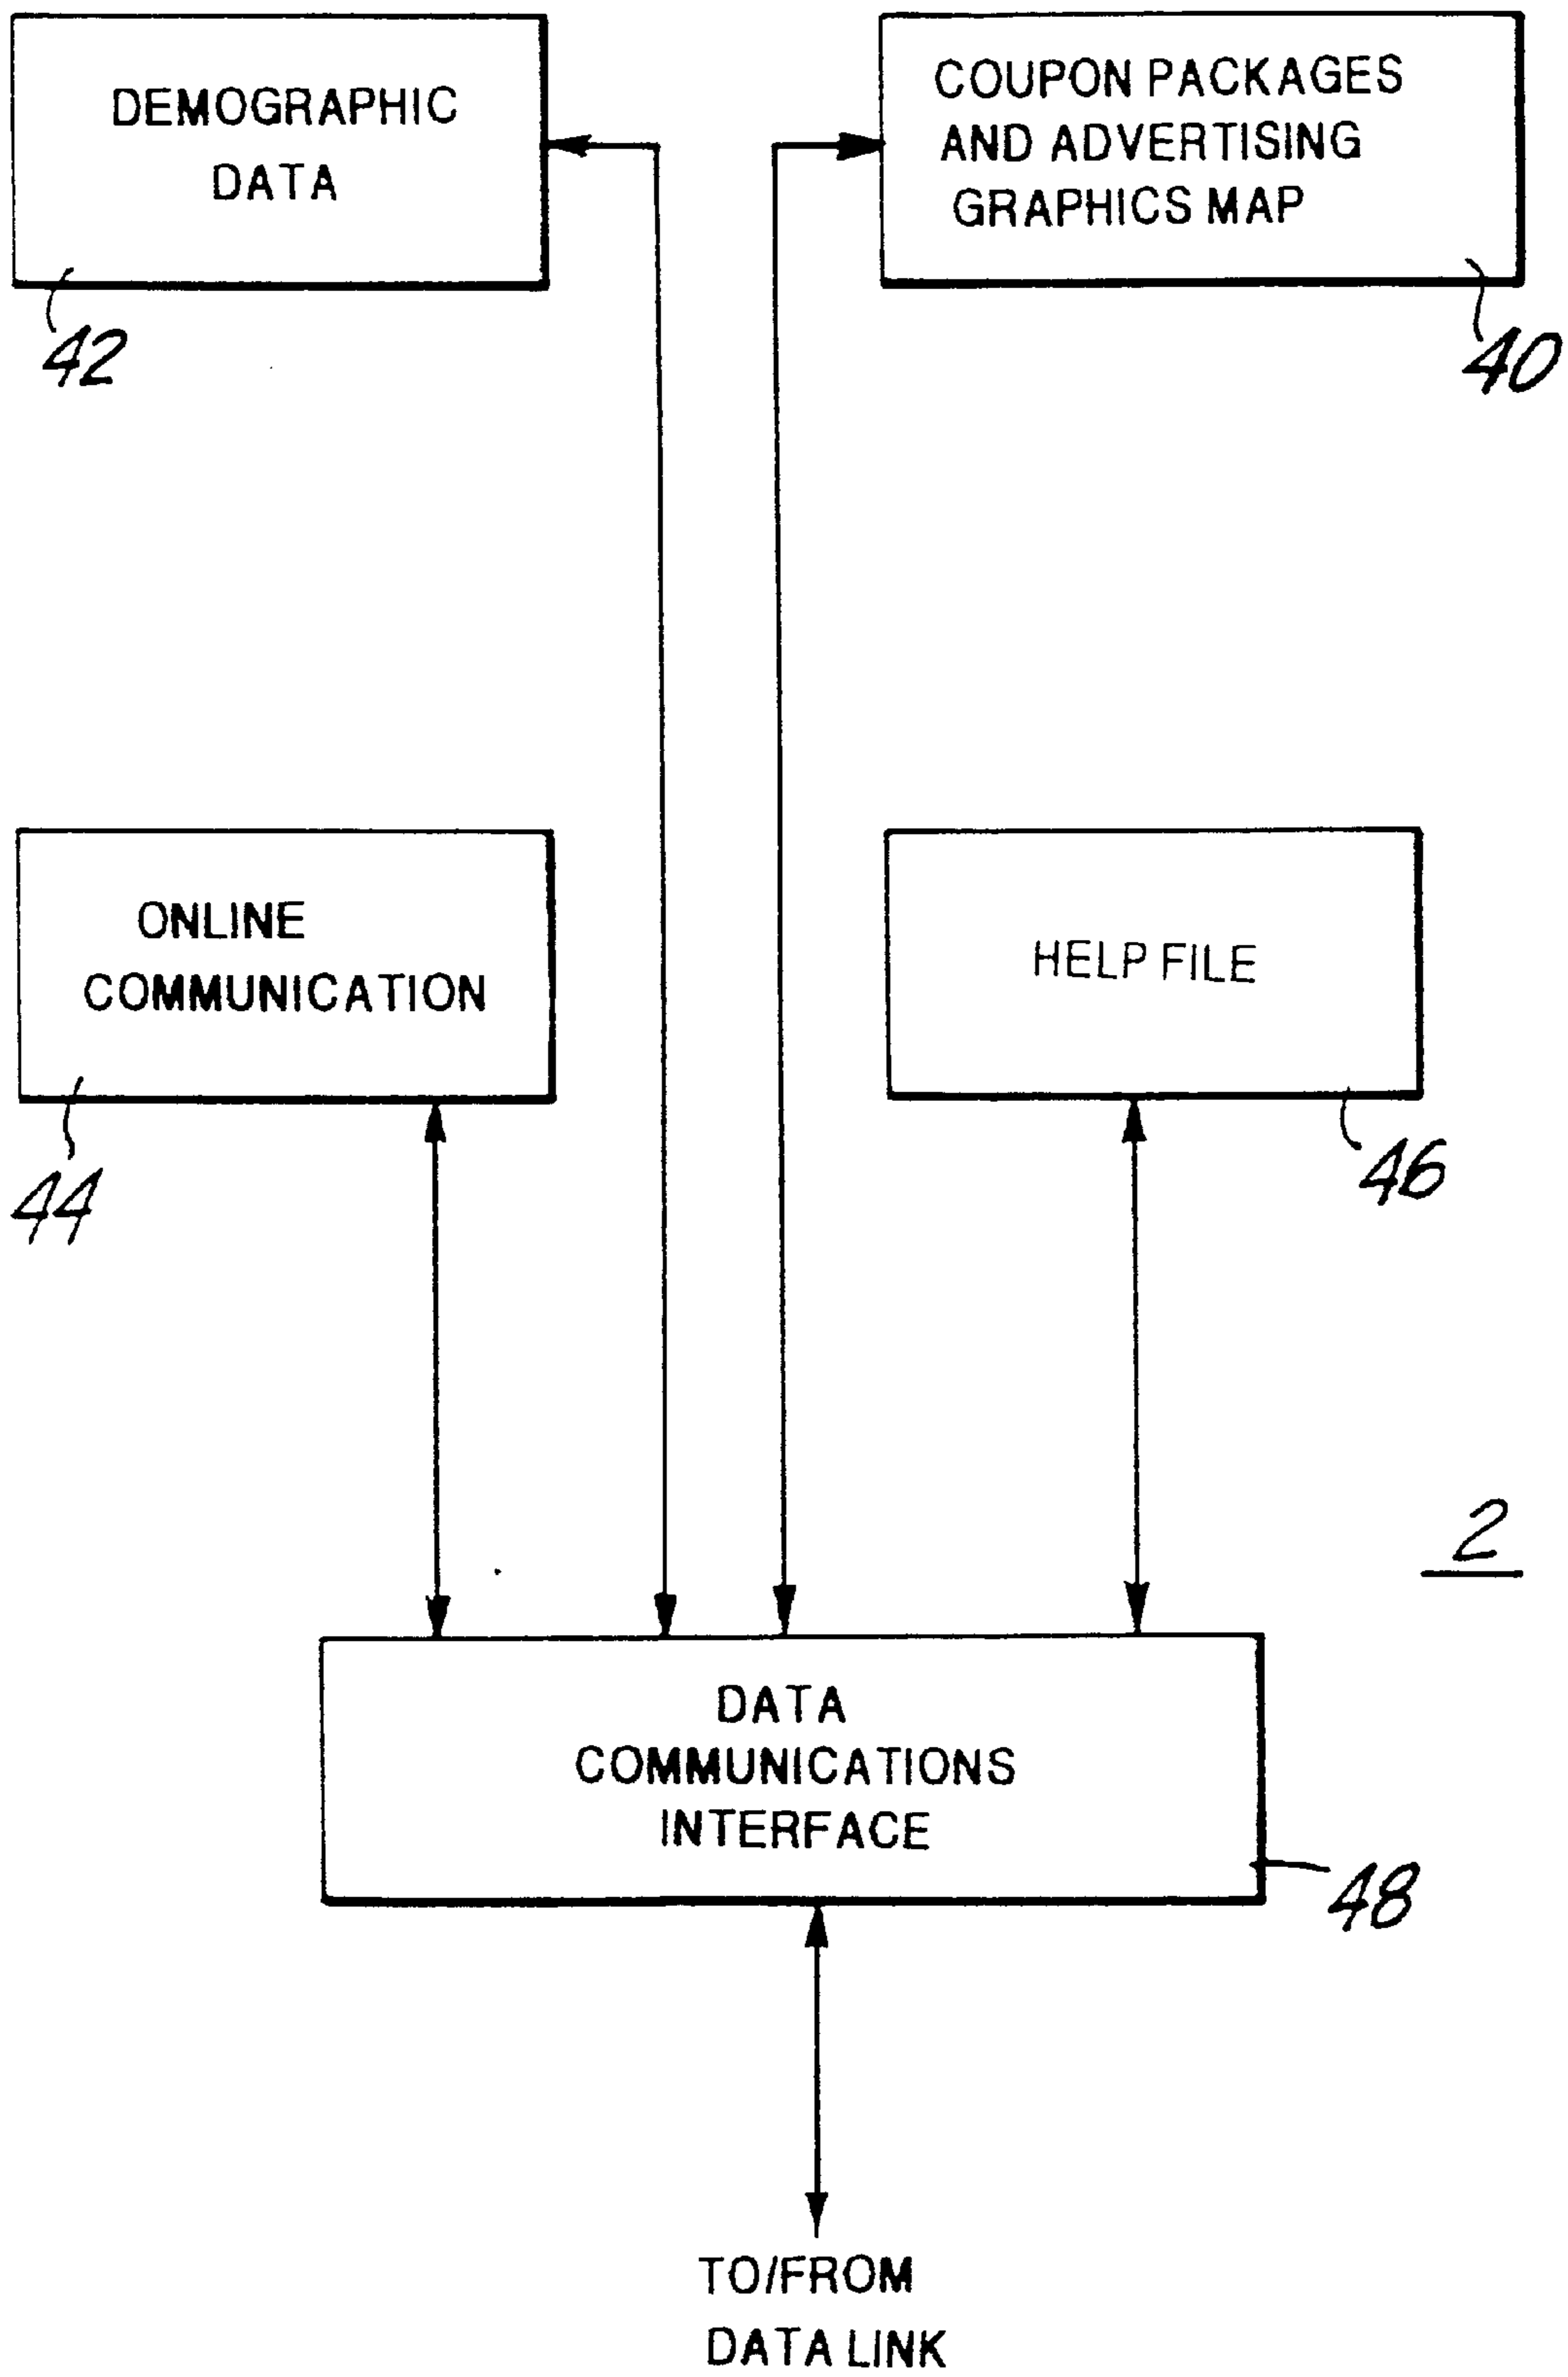 DEMOGRAPHIC
DATA
42
COUPON PACKAGES
AND ADVERTISING
GRAPHICS MAP
40
ONLINE
COMMUNICATION
44
HELP FILE
46
2
DATA
COMMUNICATIONS
INTERFACE
48
TO/FROM
DATA LINK